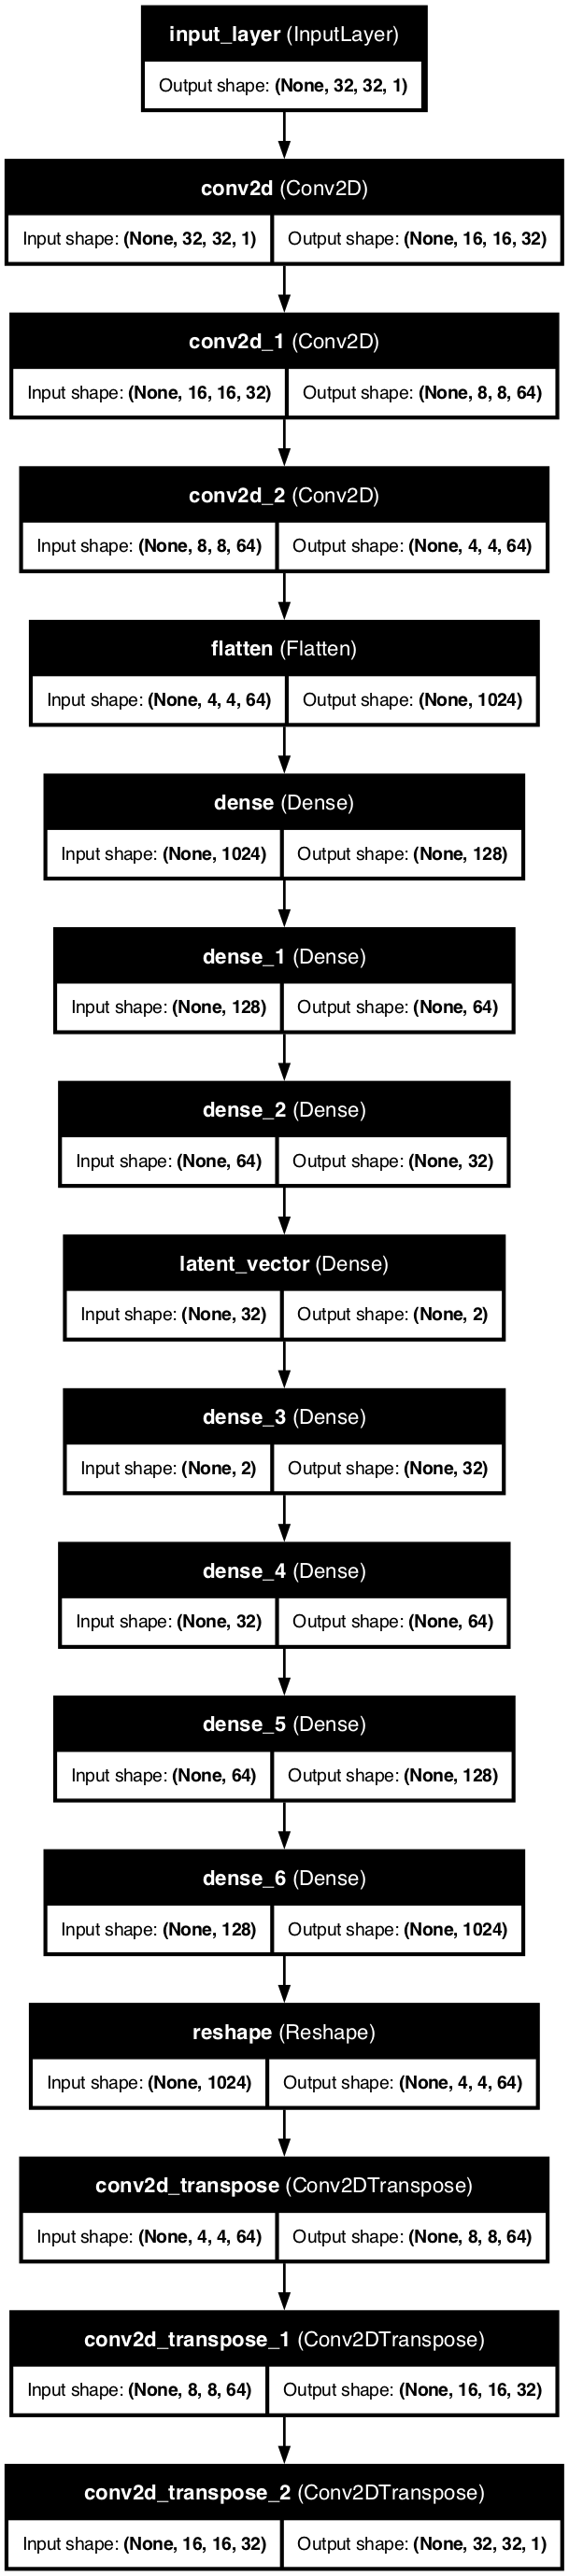 input_layer (InputLayer)
Output shape: (None, 32, 32, 1)
conv2d (Conv2D)
Input shape: (None, 32, 32, 1) Output shape: (None, 16, 16, 32)
conv2d_1 (Conv2D)
Input shape: (None, 16, 16, 32) Output shape: (None, 8, 8, 64)
conv2d_2 (Conv2D)
Input shape: (None, 8, 8, 64) Output shape: (None, 4, 4, 64)
flatten (Flatten)
Input shape: (None, 4, 4, 64) Output shape: (None, 1024)
dense (Dense)
Input shape: (None, 1024) Output shape: (None, 128)
dense_1 (Dense)
Input shape: (None, 128) Output shape: (None, 64)
dense_2 (Dense)
Input shape: (None, 64) Output shape: (None, 32)
latent_vector (Dense)
Input shape: (None, 32) Output shape: (None, 2)
dense_3 (Dense)
Input shape: (None, 2) Output shape: (None, 32)
dense_4 (Dense)
Input shape: (None, 32) Output shape: (None, 64)
dense_5 (Dense)
Input shape: (None, 64) Output shape: (None, 128)
dense_6 (Dense)
Input shape: (None, 128) Output shape: (None, 1024)
reshape (Reshape)
Input shape: (None, 1024) Output shape: (None, 4, 4, 64)
conv2d_transpose (Conv2DTranspose)
Input shape: (None, 4, 4, 64) Output shape: (None, 8, 8, 64)
conv2d_transpose_1 (Conv2DTranspose)
Input shape: (None, 8, 8, 64) Output shape: (None, 16, 16, 32)
conv2d_transpose_2 (Conv2DTranspose)
Input shape: (None, 16, 16, 32) Output shape: (None, 32, 32, 1)